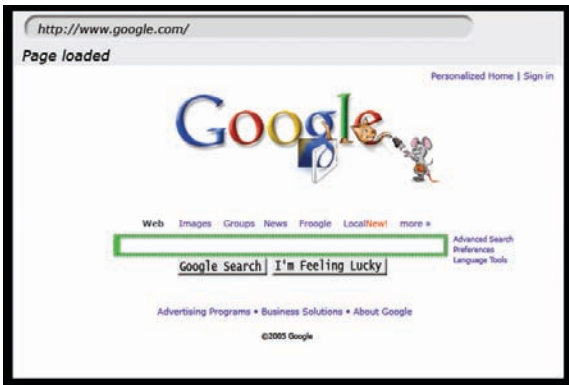 http://www.google.com/
Page loaded
Personalized Home | Sign in
Google
Web Images Groups News Froogle LocalNew! more »
Advanced Search
Preferences
Language Tools
Google Search I'm Feeling Lucky
Advertising Programs • Business Solutions • About Google
©2005 Google